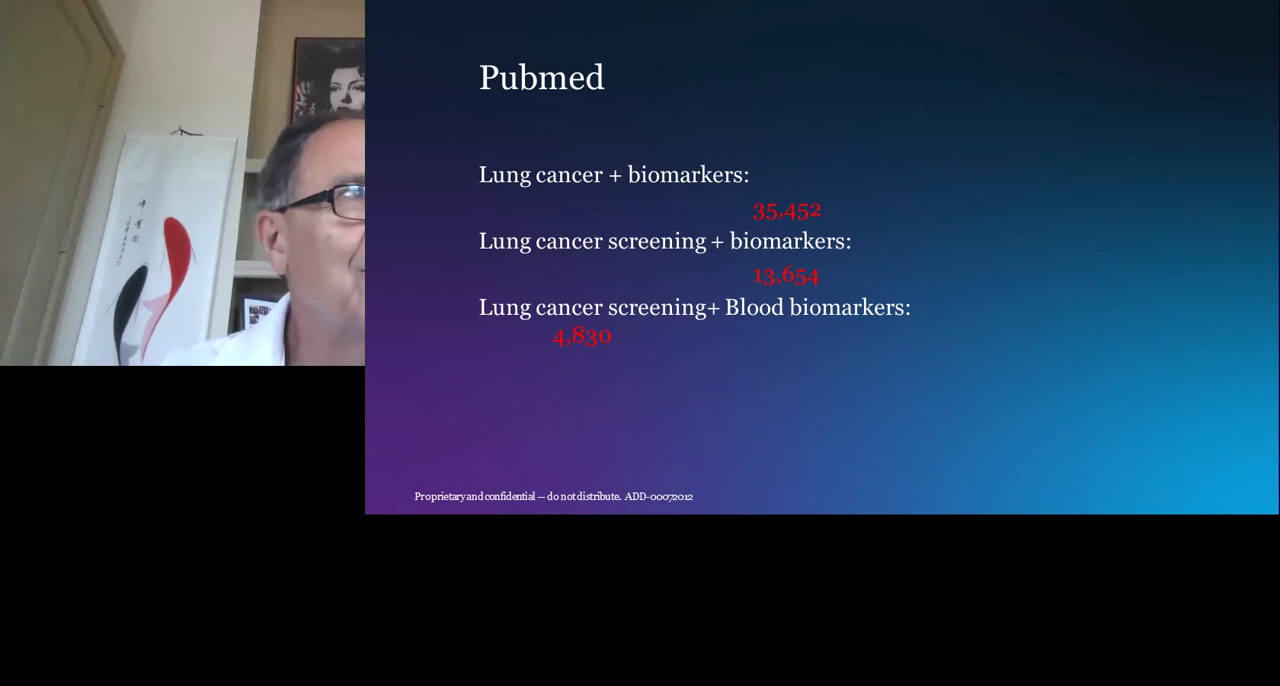 Pubmed
Lung cancer + biomarkers:
35,452
Lung cancer screening + biomarkers:
13,654
Lung cancer screening+ Blood biomarkers:
4,830
Proprietary and confidential — do not distribute. ADD-00072012